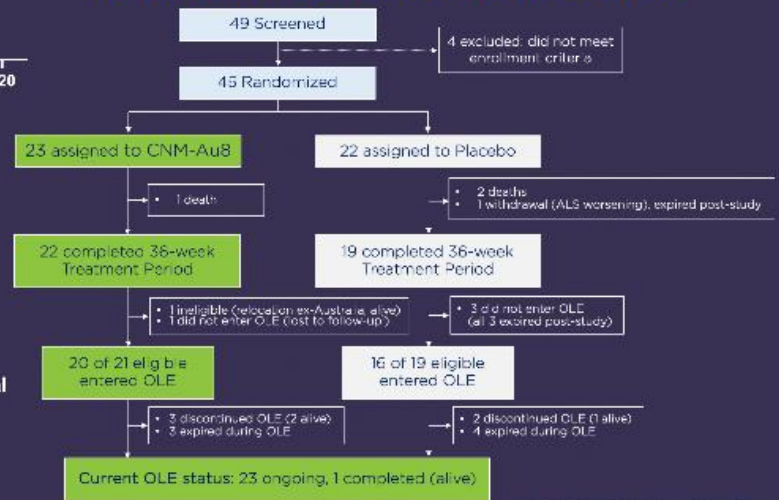 49 Screened
4 excluded: did not meet
enrollment criteria
20
45 Randomized
23 assigned to CNM-Au8
22 assigned to Placebo
• 1 death
• 2 deaths
• 1 withdrawal (ALS worsening), expired post-study
22 completed 36-week
Treatment Period
19 completed 36-week
Treatment Period
• 1 ineligible (relocation ex-Australia, alive)
• 1 did not enter OLE (lost to follow-up)
• 3 did not enter OLE
(all 3 expired post-study)
20 of 21 eligible
entered OLE
16 of 19 eligible
entered OLE
• 3 discontinued OLE (2 alive)
• 3 expired during OLE
• 2 discontinued OLE (1 alive)
• 4 expired during OLE
Current OLE status: 23 ongoing, 1 completed (alive)